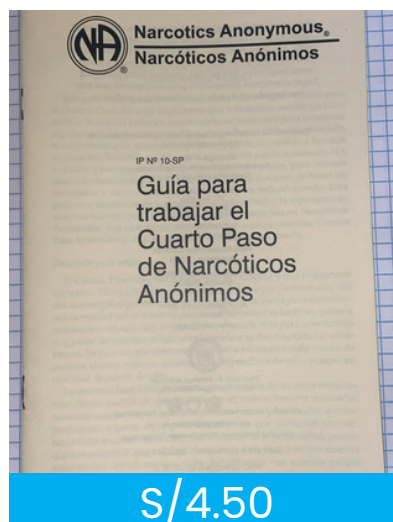 NA
Narcotics Anonymous®
Narcóticos Anónimos
®
IP Nº 10-SP
Guía para
trabajar el
Cuarto Paso
de Narcóticos
Anónimos
S/4.50